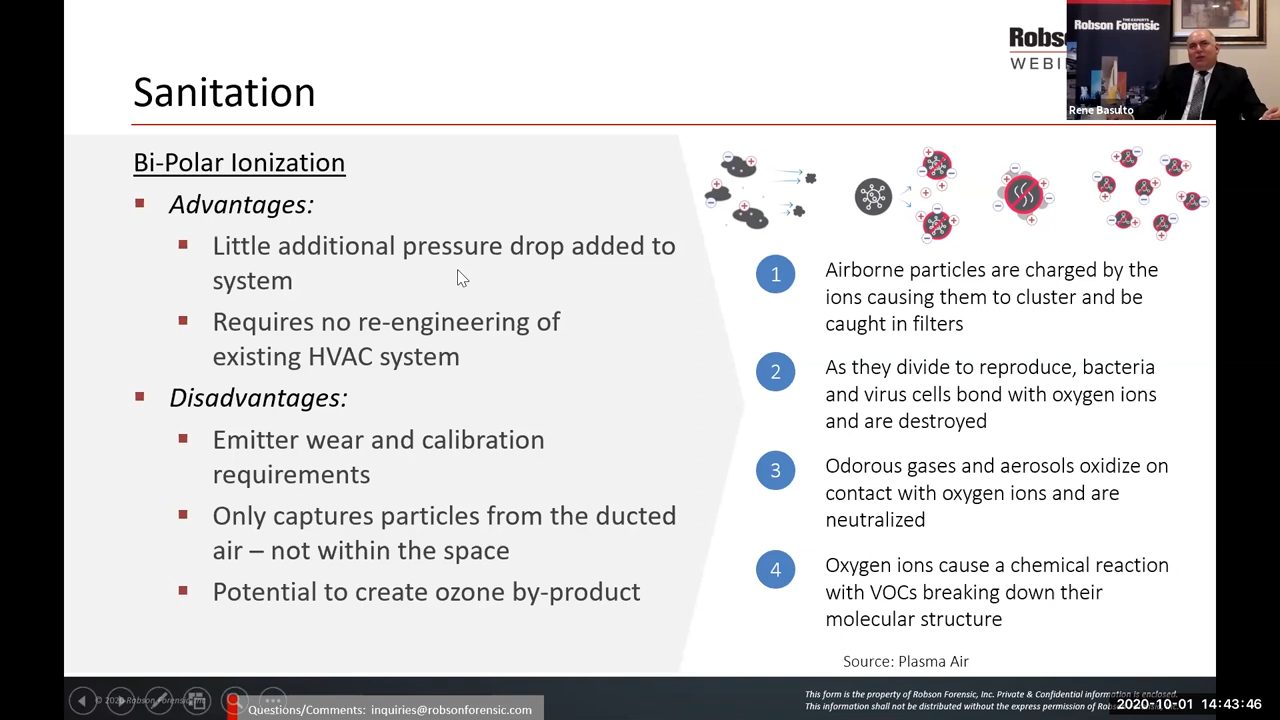 Robs
WEBI
THE EXPERTS
Robson Forensic
Rene Basulto
Sanitation
Bi-Polar Ionization
Advantages:
Little additional pressure drop added to
system
Requires no re-engineering of
existing HVAC system
Disadvantages:
Emitter wear and calibration
requirements
Only captures particles from the ducted
air – not within the space
Potential to create ozone by-product
1
Airborne particles are charged by the
ions causing them to cluster and be
caught in filters
2
As they divide to reproduce, bacteria
and virus cells bond with oxygen ions
and are destroyed
3
Odorous gases and aerosols oxidize on
contact with oxygen ions and are
neutralized
4
Oxygen ions cause a chemical reaction
with VOCs breaking down their
molecular structure
Source: Plasma Air
Robson Forensic
Questions/Comments: inquiries@robsonforensic.com
This form is the property of Robson Forensic, Inc. Private & Confidential information is enclosed.
This information shall not be distributed without the express permission of Robs
2020-10-01 14:43:46